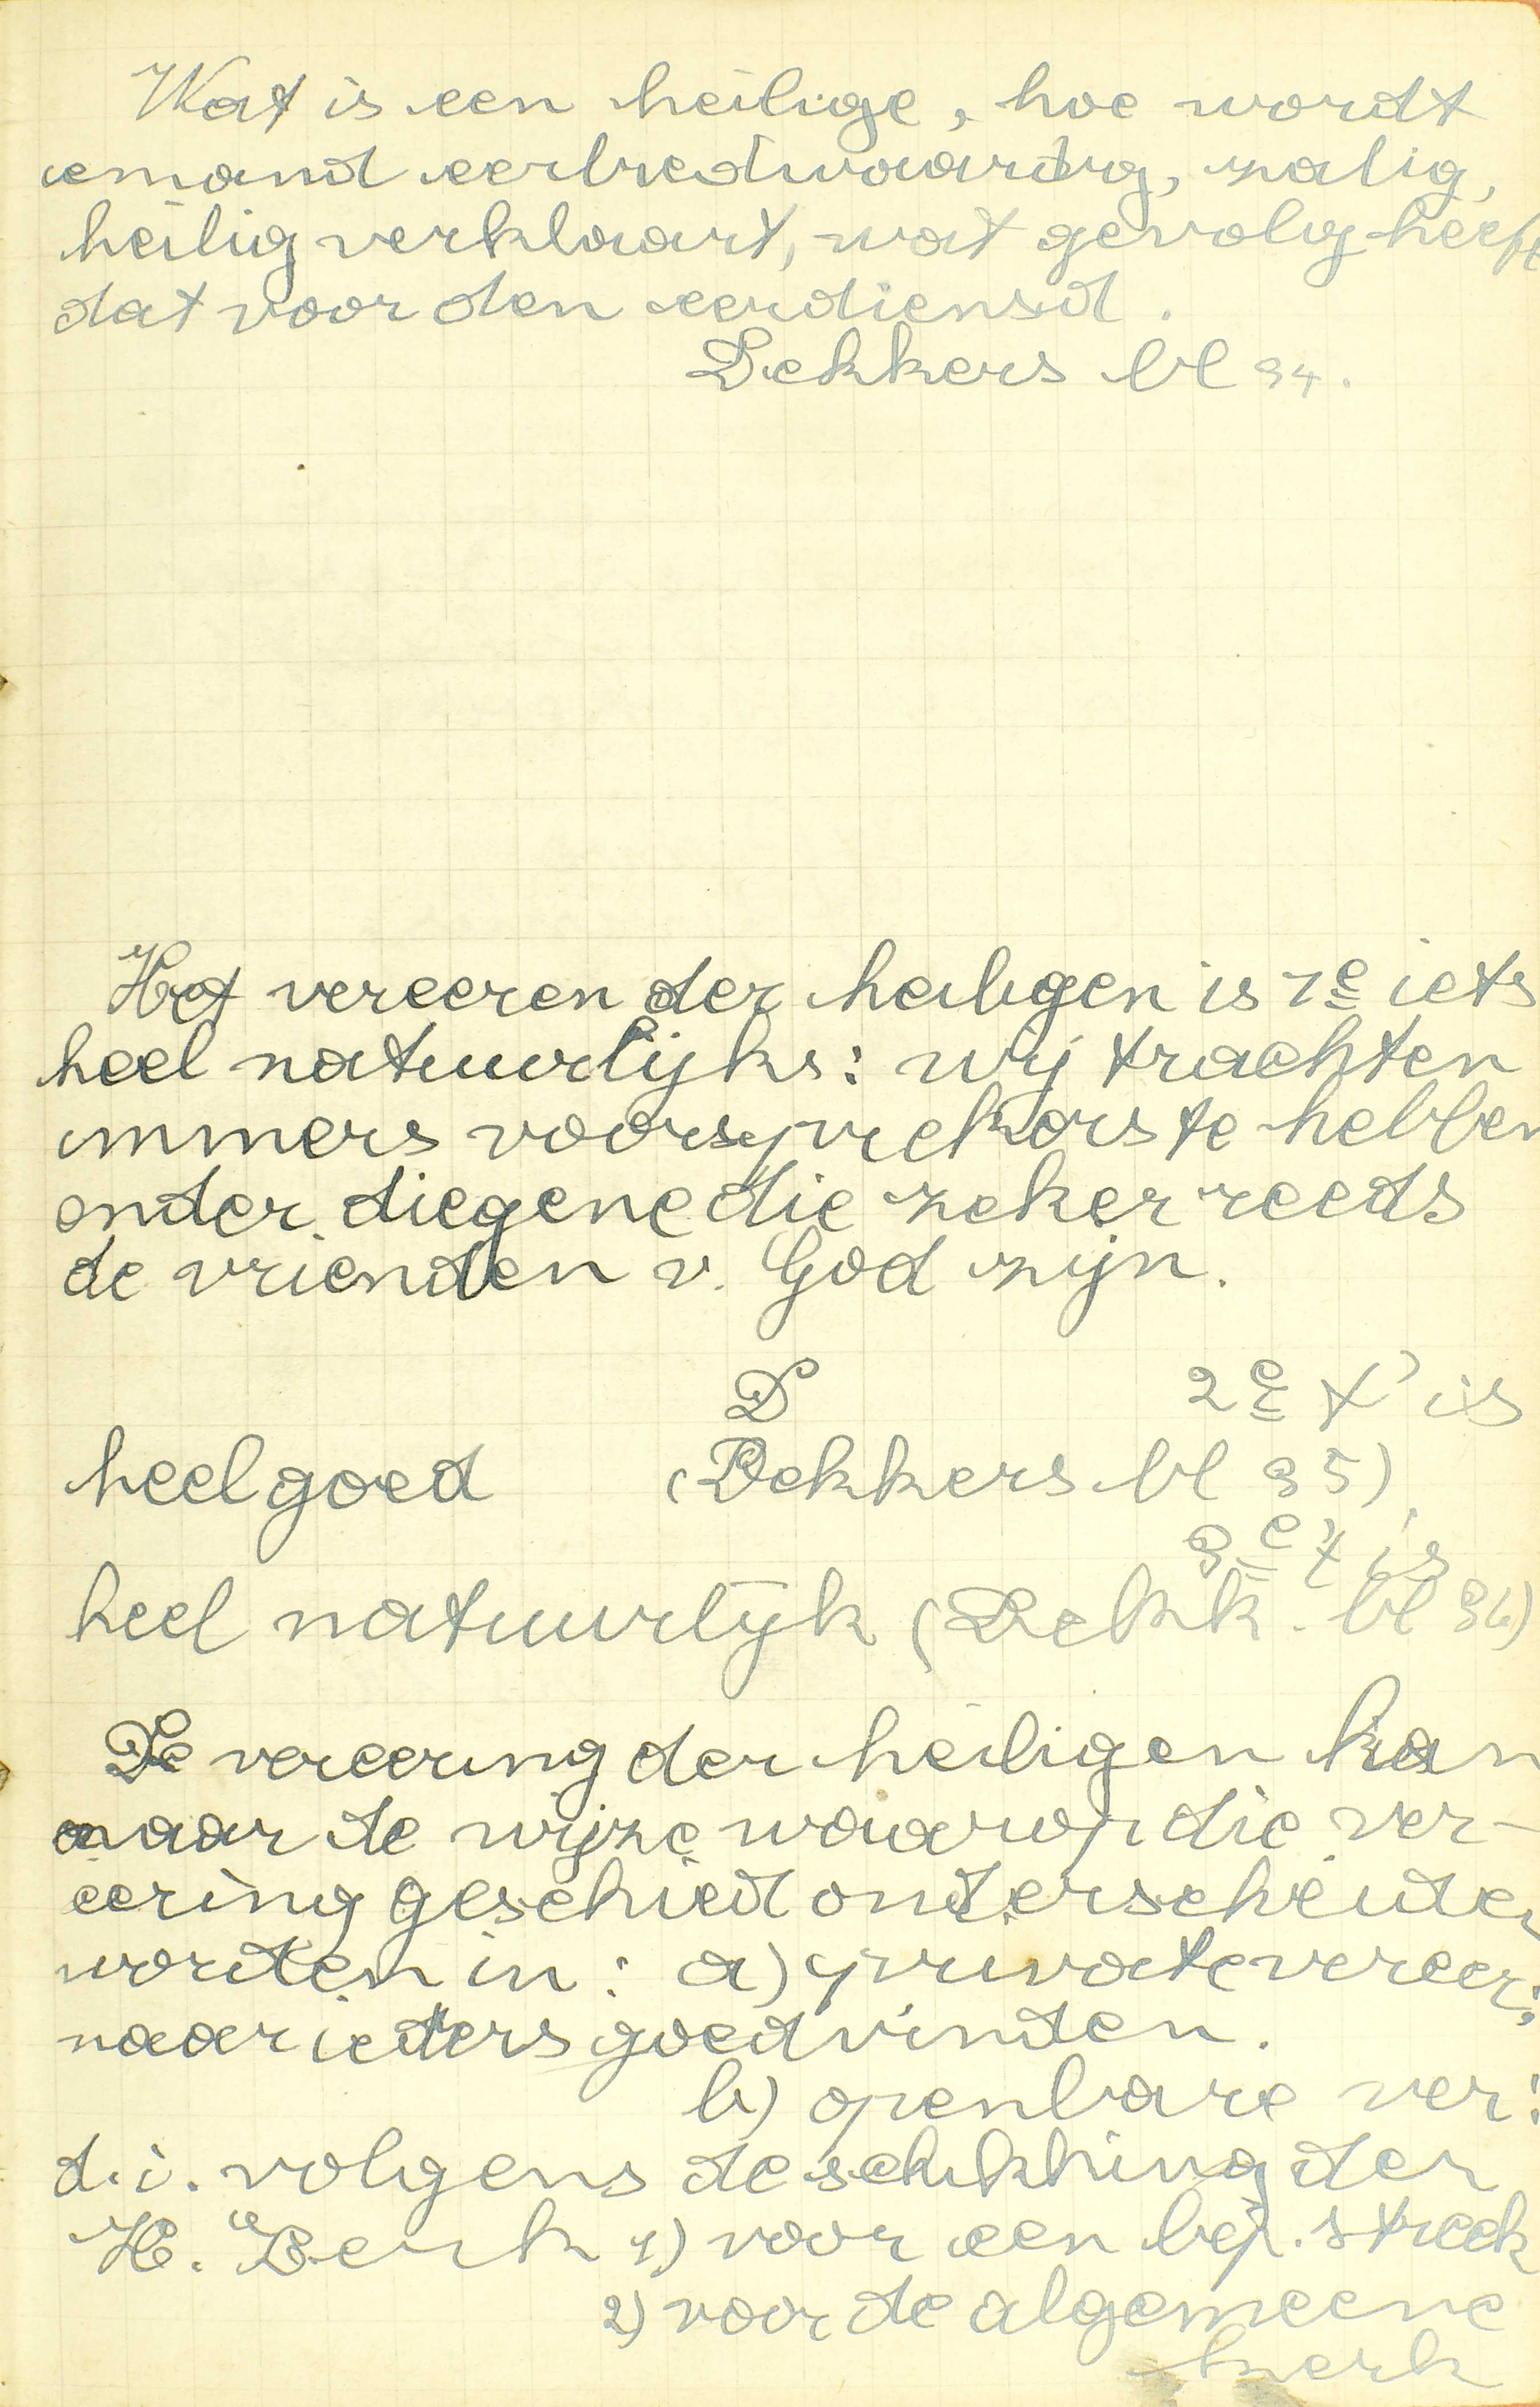 Wat is een heilige, hoe wordt
iemand eerbiedwaardig, zalig,
heilig verklaart, wat gevolg heeft
dat voor den eerdienst.
Dekkers bl 34.
Het vereeren der heiligen is 1e iets
heel natuurlijks: wij trachten
immers voorsprekers te hebben
onder diegene die zeker reeds
de vrienden v. God zijn.
D 2e t' is
heel goed (Dekkers bl 35)
3e t' is
heel natuurlijk (Dekk. bl 36)
De vereering der heiligen kan
naar de wijze waarop die ver-
eering geschied onderscheiden
worden in: a) private vereer:
naar ieders goedvinden.
b) openbare ver:
d.i. volgens de schikking der
H. Kerk 1) voor een bep. streek
2) voor de algemeene
kerk